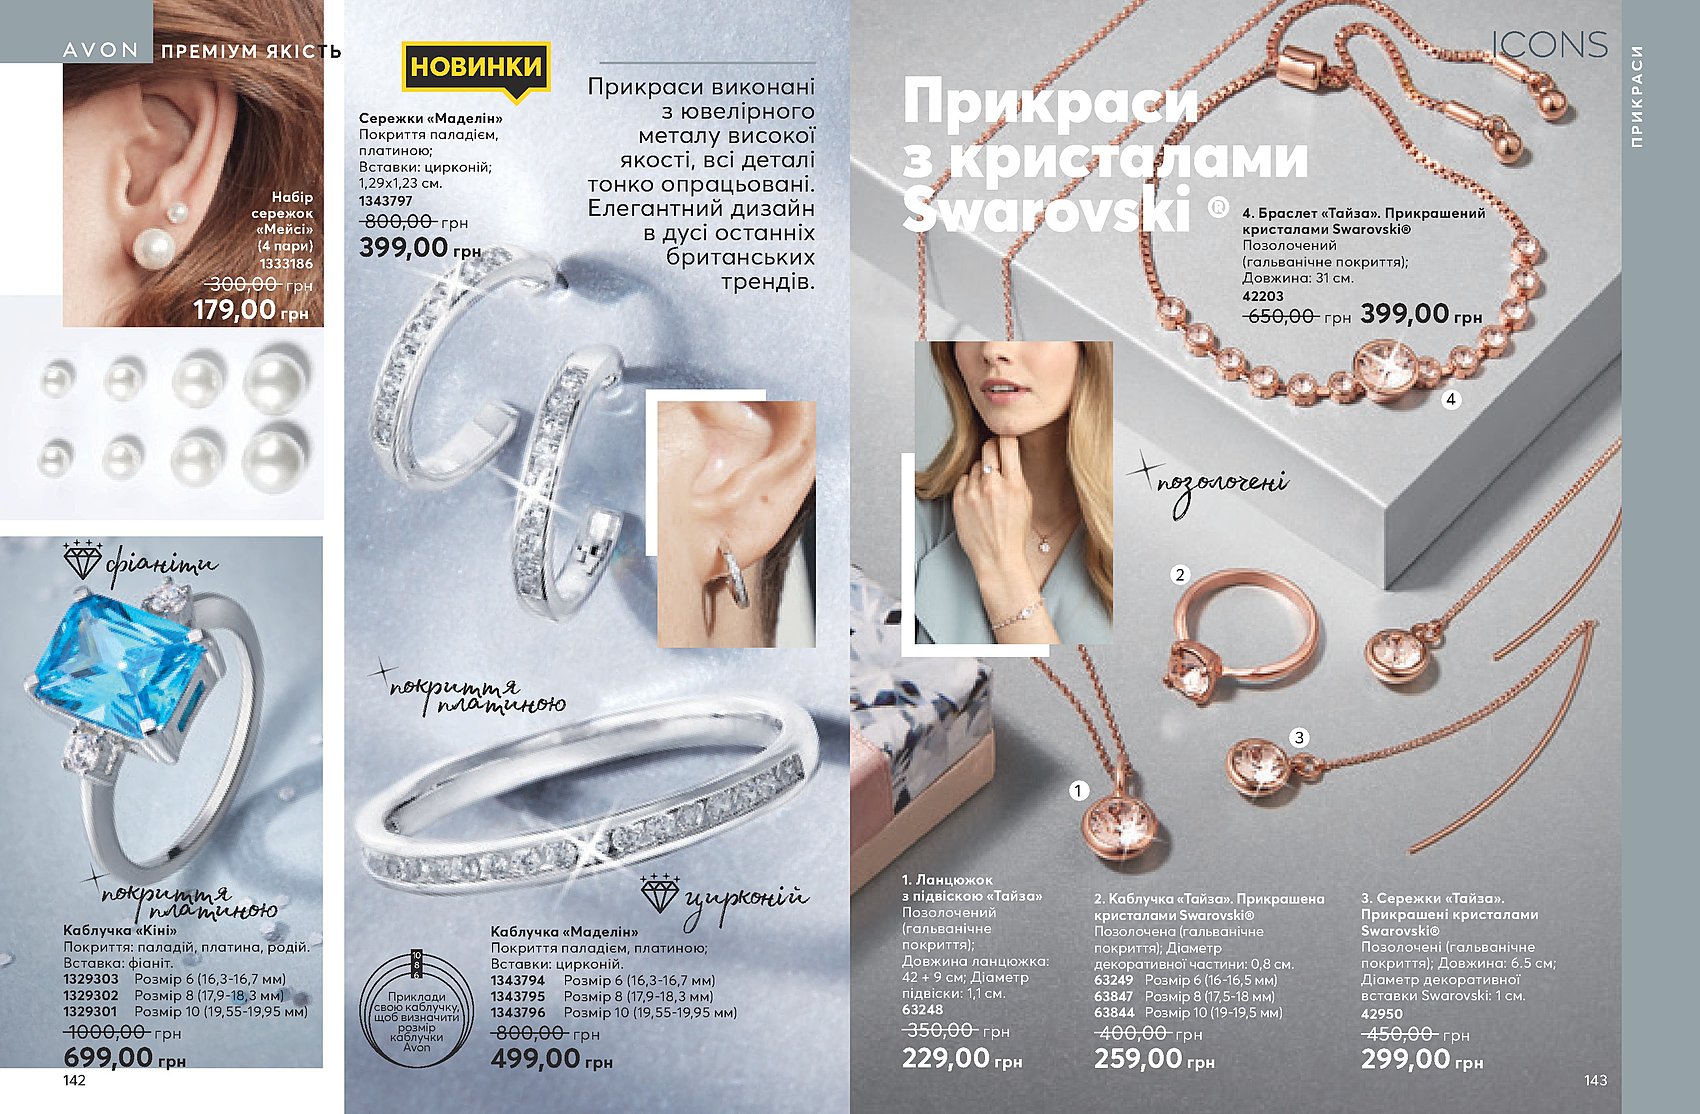 AVON ПРЕМІУМ ЯКІСТЬ
Набір
сережок
«Мейсі»
(4 пари)
1333186
300,00 грн
179,00 грн
НОВИНКИ
Сережки «Маделін»
Покриття паладієм,
платиною;
Вставки: цирконій;
1,29x1,23 см.
1343797
800,00 грн
399,00 грн
Прикраси виконані
з ювелірного
металу високої
якості, всі деталі
тонко опрацьовані.
Елегантний дизайн
в дусі останніх
британських
трендів.
фіаніти
покриття
платиною
Каблучка «Кіні»
Покриття: паладій, платина, родій.
Вставка: фіаніт.
1329303 Розмір 6 (16,3-16,7 мм)
1329302 Розмір 8 (17,9-18,3 мм)
1329301 Розмір 10 (19,55-19,95 мм)
1000,00 грн
699,00 грн
142
покриття
платиною
цирконій
10
8
6
Приклади
свою каблучку,
щоб визначити
розмір
каблучки
Avon
Каблучка «Маделін»
Покриття паладієм, платиною;
Вставки: цирконій.
1343794 Розмір 6 (16,3-16,7 мм)
1343795 Розмір 8 (17,9-18,3 мм)
1343796 Розмір 10 (19,55-19,95 мм)
800,00 грн
499,00 грн
ICONS
ПРИКРАСИ
Прикраси
з кристалами
Swarovski ®
4. Браслет «Тайза». Прикрашений
кристалами Swarovski®
Позолочений
(гальванічне покриття);
Довжина: 31 см.
42203
650,00 грн 399,00 грн
4
позолочені
2
3
1
1. Ланцюжок
з підвіскою «Тайза»
Позолочений
(гальванічне
покриття);
Довжина ланцюжка:
42 + 9 см; Діаметр
підвіски: 1,1 см.
63248
350,00 грн
229,00 грн
2. Каблучка «Тайза». Прикрашена
кристалами Swarovski®
Позолочена (гальванічне
покриття); Діаметр
декоративної частини: 0,8 см.
63249 Розмір 6 (16-16,5 мм)
63847 Розмір 8 (17,5-18 мм)
63844 Розмір 10 (19-19,5 мм)
400,00 грн
259,00 грн
3. Сережки «Тайза».
Прикрашені кристалами
Swarovski®
Позолочені (гальванічне
покриття); Довжина: 6.5 см;
Діаметр декоративної
вставки Swarovski: 1 см.
42950
450,00 грн
299,00 грн
143